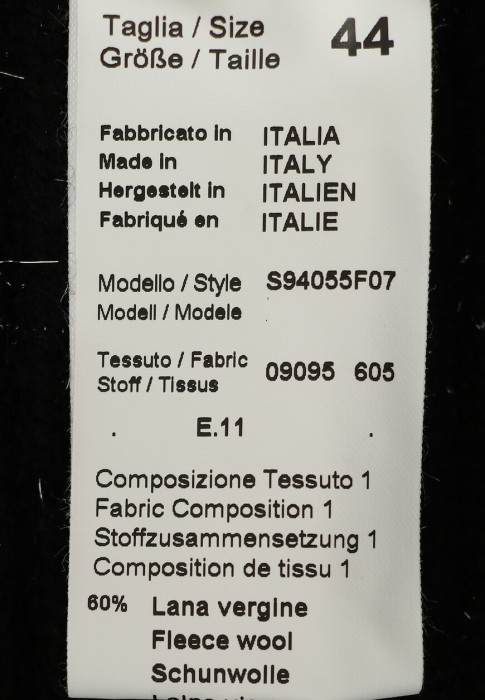 Taglia / Size 44
Größe / Taille
Fabbricato in ITALIA
Made in ITALY
Hergestelt in ITALIEN
Fabriqué en ITALIE
Modello / Style S94055F07
Modell / Modele
Tessuto / Fabric
Stoff / Tissus 09095 605
. E.11 .
Composizione Tessuto 1
Fabric Composition 1
Stoffzusammensetzung 1
Composition de tissu 1
60% Lana vergine
Fleece wool
Schunwolle